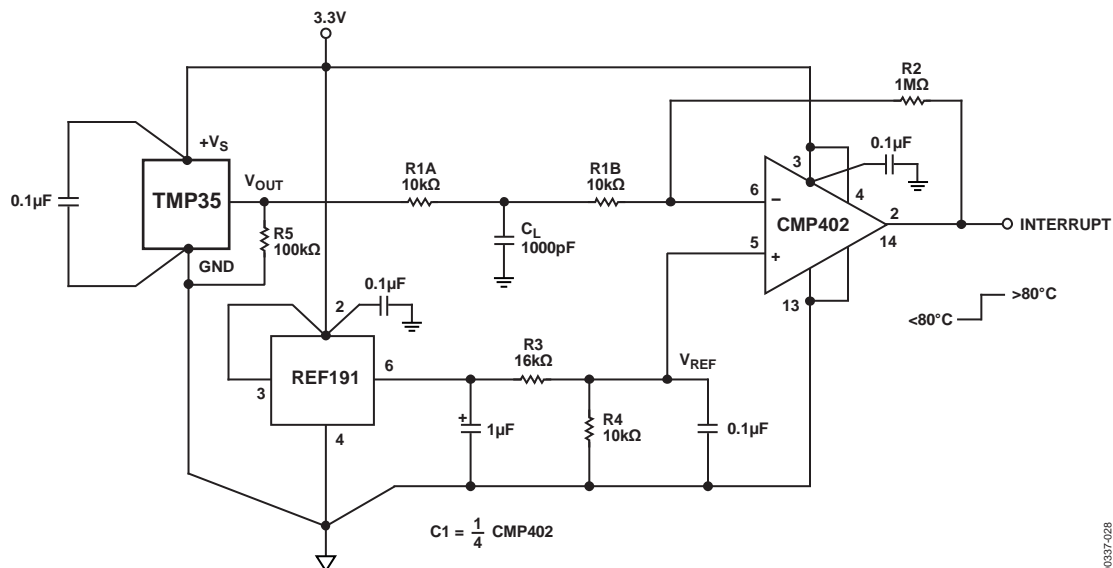 3.3V
R2
1MΩ
+VS
0.1µF
TMP35
VOUT
GND
R5
100kΩ
R1A
10kΩ
CL
1000pF
R1B
10kΩ
3
0.1µF
6
–
4
CMP402
2
14
5
+
13
INTERRUPT
<80°C
>80°C
0.1µF
2
REF191
3
6
4
R3
16kΩ
VREF
+
1µF
R4
10kΩ
0.1µF
C1 = 1/4 CMP402